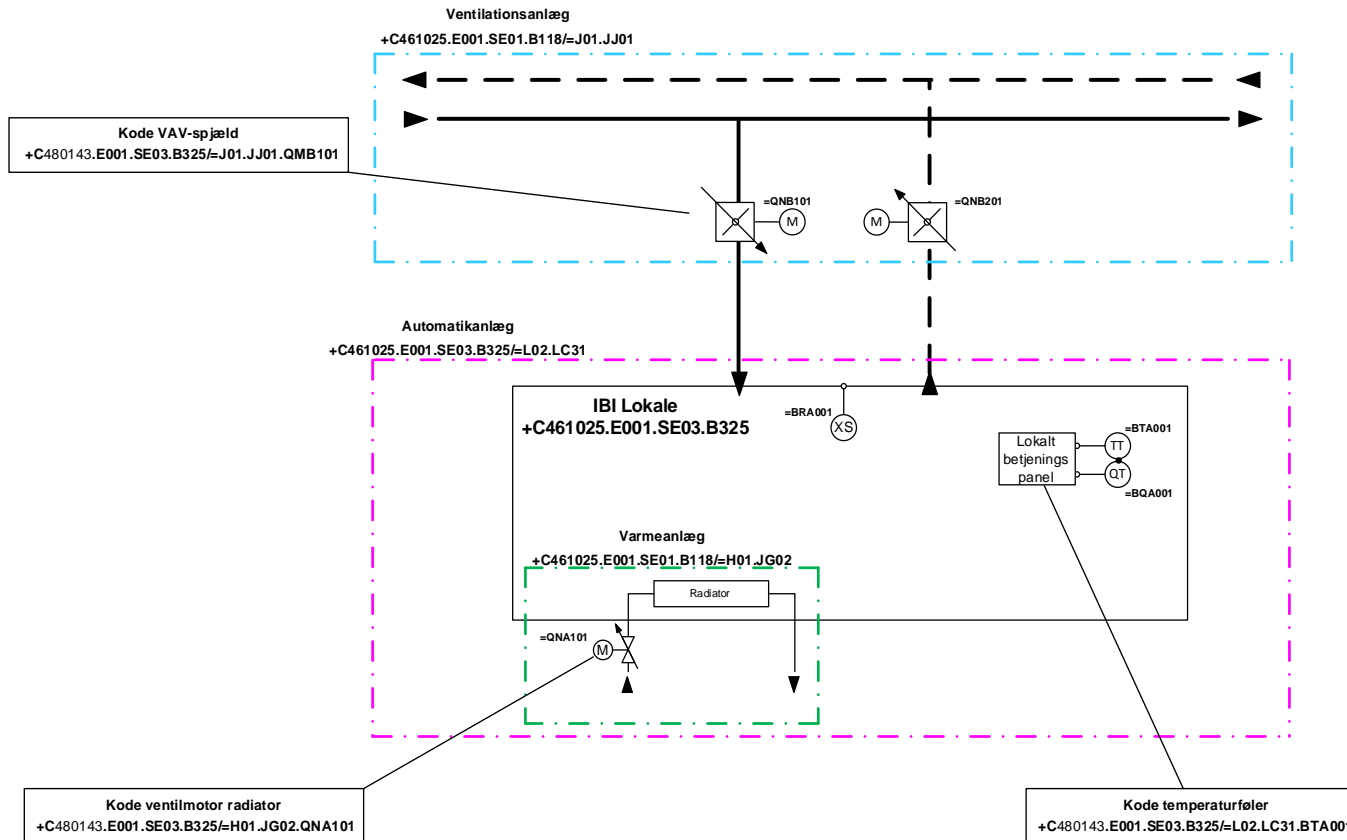 Ventilationsanlæg
+C461025.E001.SE01.B118/=J01.JJ01
Kode VAV-spjæld
+C480143.E001.SE03.B325/=J01.JJ01.QMB101
=QNB101
M
M
=QNB201
Automatikanlæg
+C461025.E001.SE03.B325/=L02.LC31
IBI Lokale
+C461025.E001.SE03.B325
=BRA001
XS
Lokalt
betjenings
panel
=BTA001
TT
QT
=BQA001
Varmeanlæg
+C461025.E001.SE01.B118/=H01.JG02
Radiator
=QNA101
M
Kode ventilmotor radiator
+C480143.E001.SE03.B325/=H01.JG02.QNA101
Kode temperaturføler
+C480143.E001.SE03.B325/=L02.LC31.BTA001